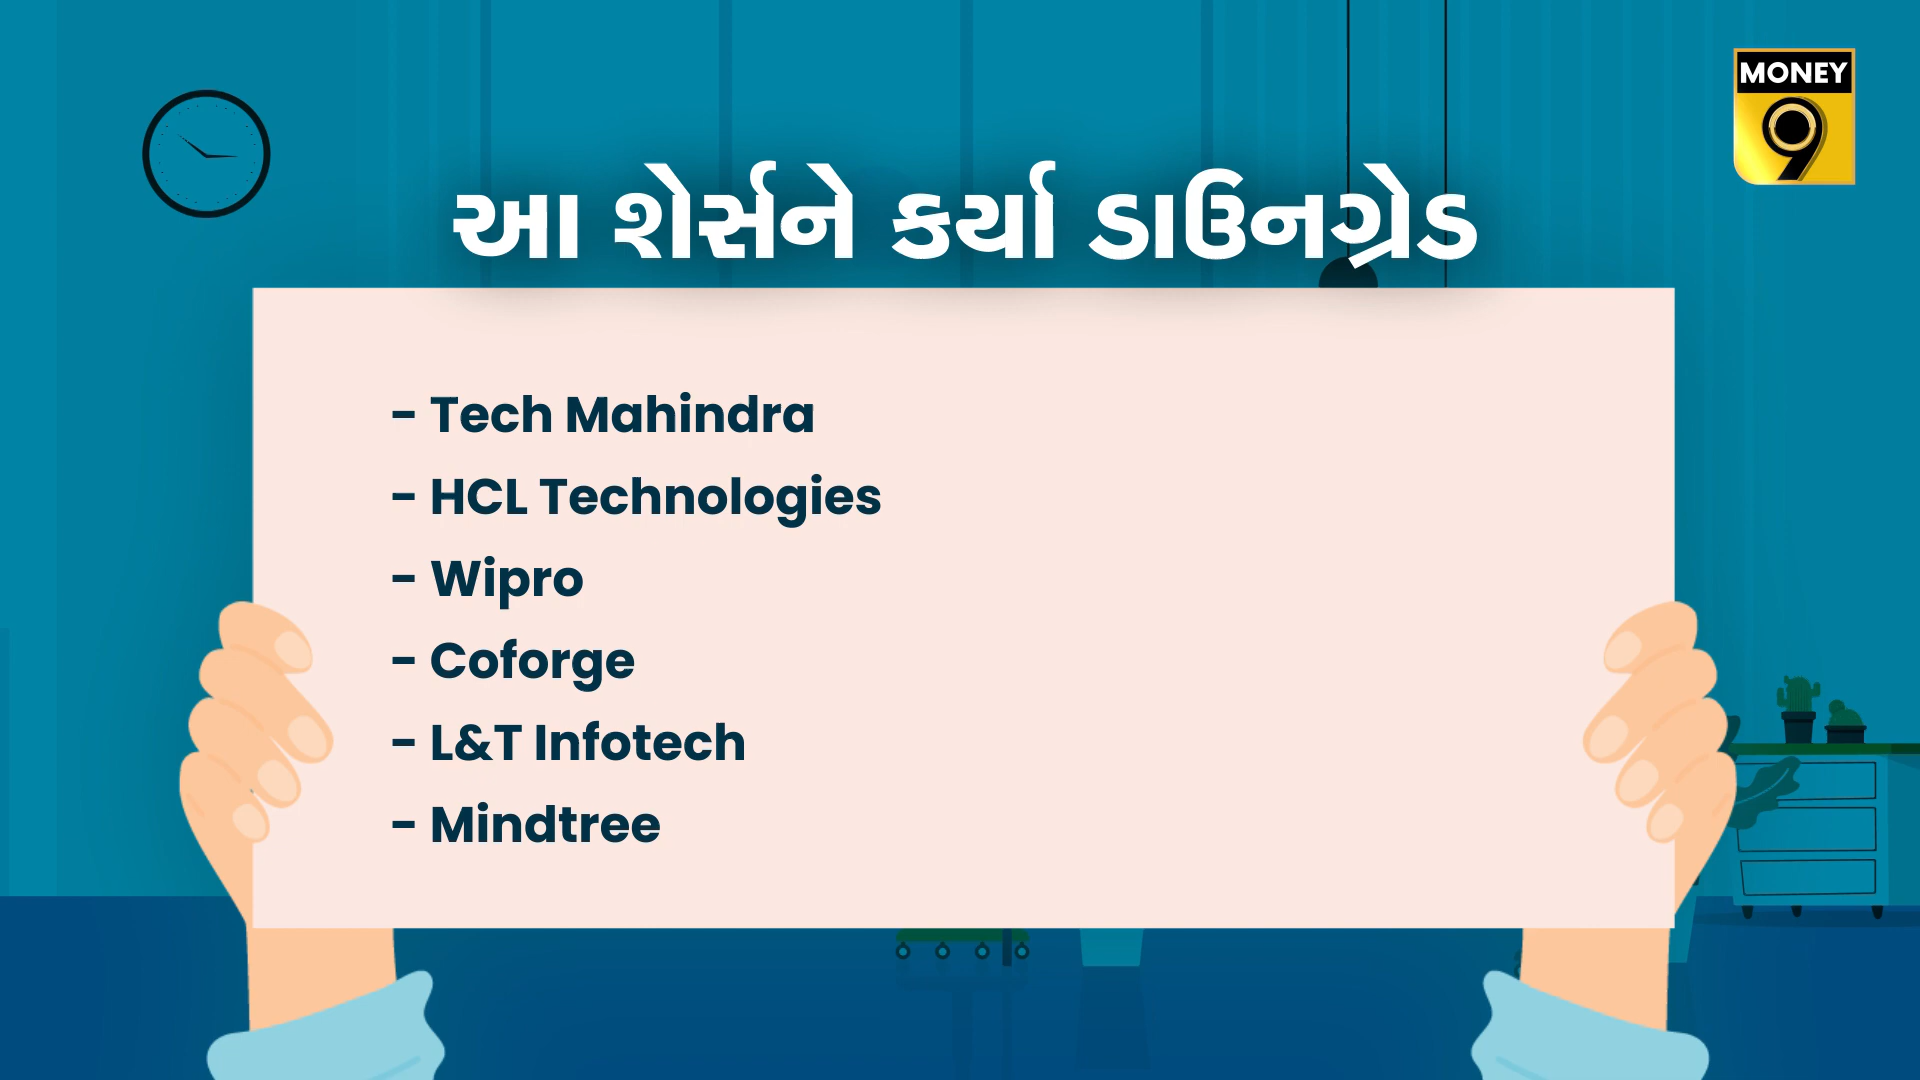 MONEY
9
આ શેર્સને કર્યા ડાઉનગ્રેડ
- Tech Mahindra
- HCL Technologies
- Wipro
- Coforge
- L&T Infotech
- Mindtree